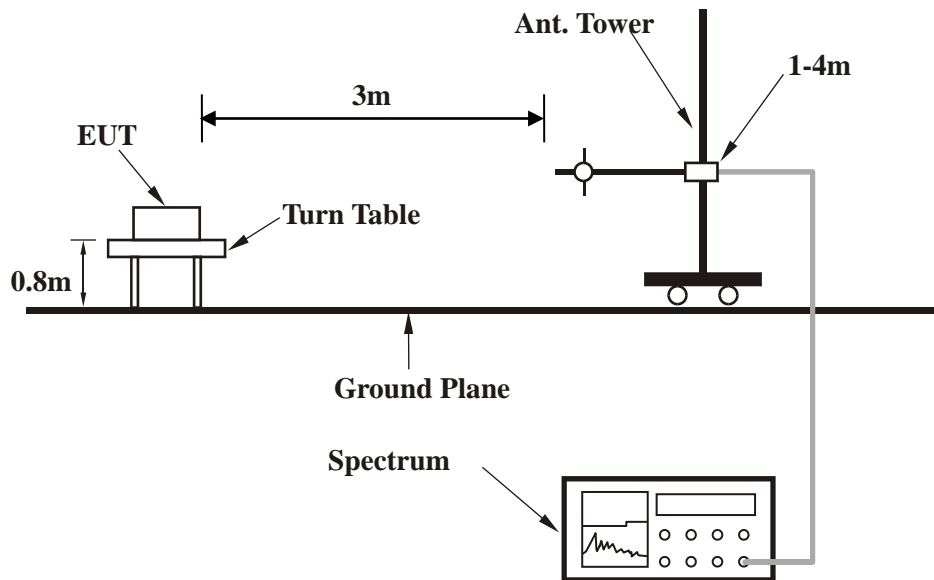 Ant. Tower
1-4m
3m
EUT
Turn Table
0.8m
Ground Plane
Spectrum